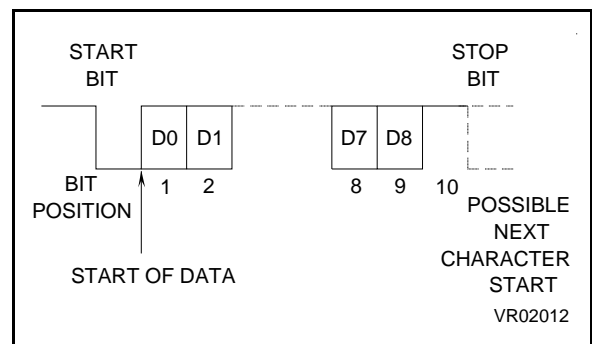 START
BIT
STOP
BIT
D0 D1 D7 D8
BIT
POSITION
1 2 8 9 10
POSSIBLE
NEXT
CHARACTER
START
START OF DATA
VR02012